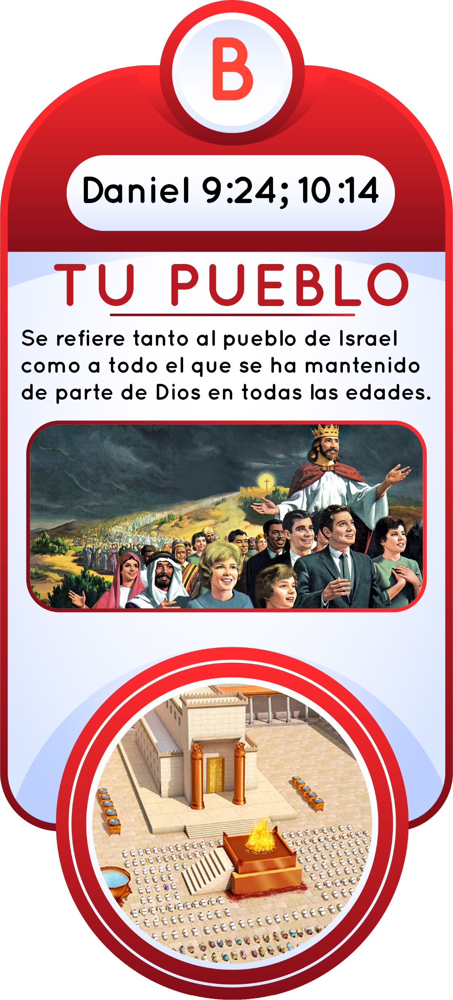 B
Daniel 9:24; 10:14
TU PUEBLO
Se refiere tanto al pueblo de Israel
como a todo el que se ha mantenido
de parte de Dios en todas las edades.